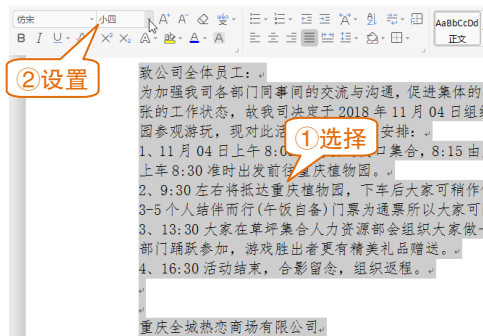 仿宋 小四 A⁺ A⁻ AaBbCcDd
B I U A X² X₂ A ab A A 正文
②设置
致公司全体员工：
为加强我司各部门同事间的交流与沟通，促进集体的
张的工作状态，故我司决定于 2018 年 11 月 04 日组
园参观游玩，现对此活 安排：
①选择
1、11 月 04 日上午 8:0 口集合，8:15 由
上车 8:30 准时出发前往重庆植物园。
2、9:30 左右将抵达重庆植物园，下车后大家可稍作
3-5 个人结伴而行(午饭自备)门票为通票所以大家可
3、13:30 大家在草坪集合人力资源部会组织大家做一
部门踊跃参加，游戏胜出者更有精美礼品赠送。
4、16:30 活动结束，合影留念，组织返程。
重庆全城热恋商场有限公司